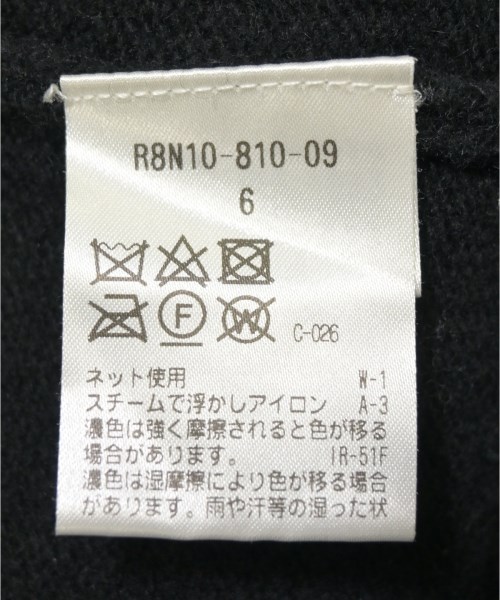 R8N10-810-09
6
F W C-026
ネット使用 W-1
スチームで浮かしアイロン A-3
濃色は強く摩擦されると色が移る
場合があります。 IR-51F
濃色は湿摩擦により色が移る場合
があります。雨や汗等の湿った状